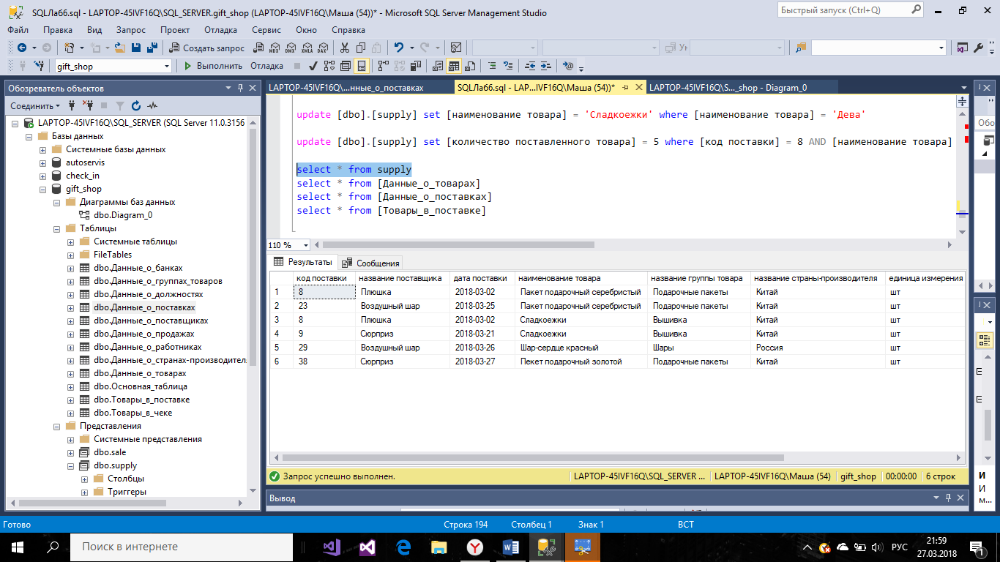 SQLЛа66.sql - LAPTOP-45IVF16Q\SQL_SERVER.gift_shop (LAPTOP-45IVF16Q\Маша (54))* - Microsoft SQL Server Management Studio
Быстрый запуск (Ctrl+Q)
Файл Правка Вид Запрос Проект Отладка Сервис Окно Справка
Создать запрос MDX DMX XMLA DAX
gift_shop Выполнить Отладка
Обозреватель объектов
LAPTOP-45IVF16Q\...нные_о_поставках SQLЛа66.sql - LAP...IVF16Q\Маша (54))* LAPTOP-45IVF16Q\S..._shop - Diagram_0
Соединить
LAPTOP-45IVF16Q\SQL_SERVER (SQL Server 11.0.3156
Базы данных
Системные базы данных
autoservis
check_in
gift_shop
Диаграммы баз данных
dbo.Diagram_0
Таблицы
Системные таблицы
FileTables
dbo.Данные_о_банках
dbo.Данные_о_группах_товаров
dbo.Данные_о_должностях
dbo.Данные_о_поставках
dbo.Данные_о_поставщиках
dbo.Данные_о_продажах
dbo.Данные_о_работниках
dbo.Данные_о_странах-производител
dbo.Данные_о_товарах
dbo.Основная_таблица
dbo.Товары_в_поставке
dbo.Товары_в_чеке
Представления
Системные представления
dbo.sale
dbo.supply
Столбцы
Триггеры
update [dbo].[supply] set [наименование товара] = 'Сладкоежки' where [наименование товара] = 'Дева'
update [dbo].[supply] set [количество поставленного товара] = 5 where [код поставки] = 8 AND [наименование товара]
select * from supply
select * from [Данные_о_товарах]
select * from [Данные_о_поставках]
select * from [Товары_в_поставке]
110 %
Результаты Сообщения
код поставки название поставщика дата поставки наименование товара название группы товара название страны-производителя единица измерения
1 8 Плюшка 2018-03-02 Пакет подарочный серебристый Подарочные пакеты Китай шт
2 23 Воздушный шар 2018-03-25 Пакет подарочный серебристый Подарочные пакеты Китай шт
3 8 Плюшка 2018-03-02 Сладкоежки Вышивка Китай шт
4 9 Сюрприз 2018-03-21 Сладкоежки Вышивка Китай шт
5 29 Воздушный шар 2018-03-26 Шар-сердце красный Шары Россия шт
6 38 Сюрприз 2018-03-27 Пекет подарочный золотой Подарочные пакеты Китай шт
Запрос успешно выполнен. LAPTOP-45IVF16Q\SQL_SERVER ... LAPTOP-45IVF16Q\Маша (54) gift_shop 00:00:00 6 строк
Вывод
Обо
И
И
м...
Готово Строка 194 Столбец 1 Знак 1 ВСТ
Поиск в интернете
РУС
21:59
27.03.2018